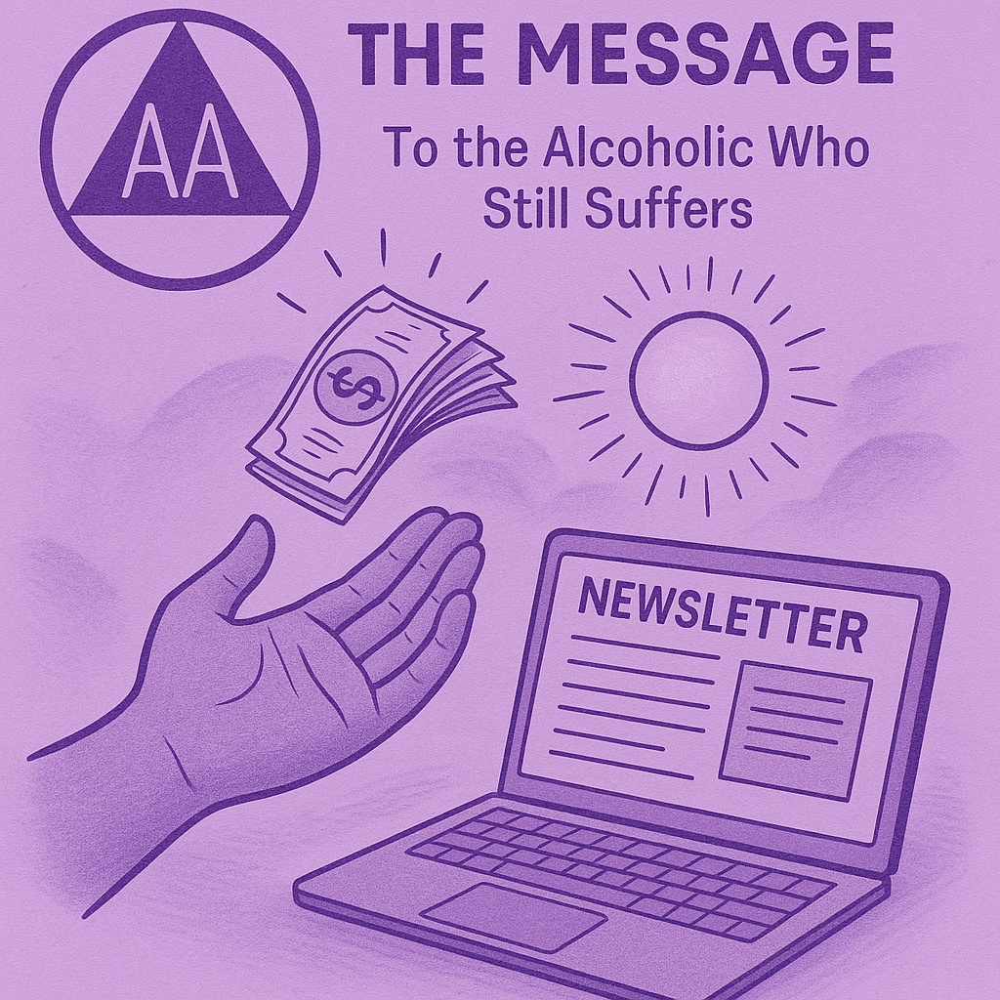 AA
THE MESSAGE
To the Alcoholic Who
Still Suffers
$
NEWSLETTER